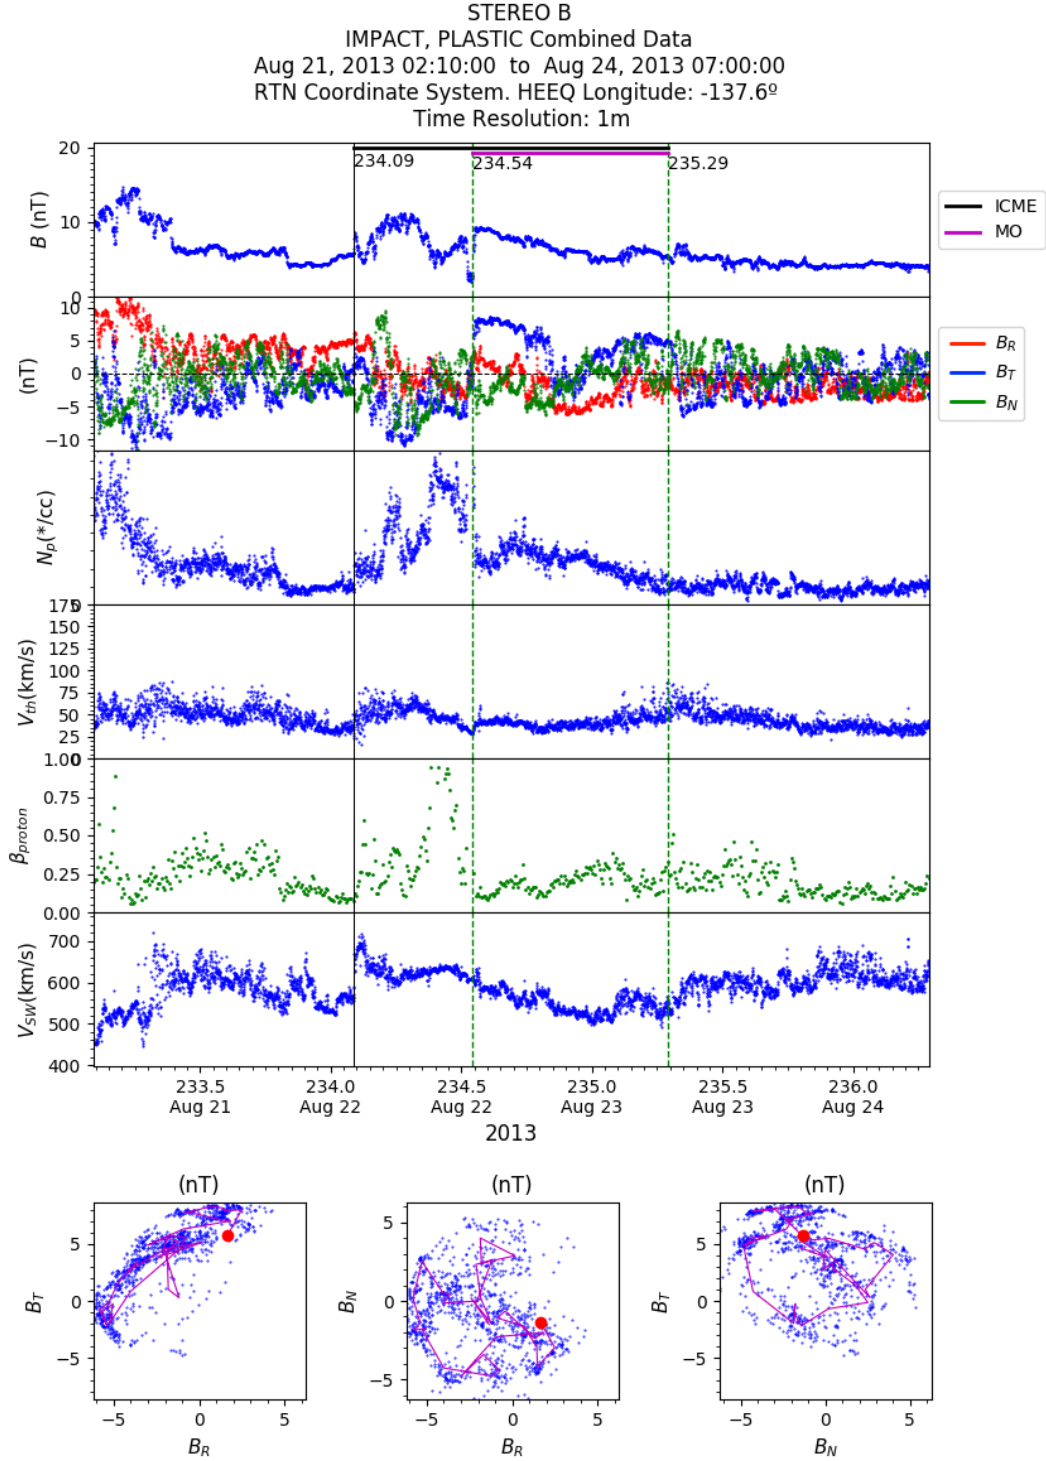 STEREO B
IMPACT, PLASTIC Combined Data
Aug 21, 2013 02:10:00 to Aug 24, 2013 07:00:00
RTN Coordinate System. HEEQ Longitude: -137.6º
Time Resolution: 1m
20
10
0
B (nT)
234.09
234.54
235.29
ICME
MO
10
5
0
−5
−10
(nT)
B_R
B_T
B_N
N_p(*/cc)
0
175
150
125
100
75
50
25
0
V_th(km/s)
1.00
0.75
0.50
0.25
0.00
β_proton
700
600
500
400
V_SW(km/s)
233.5 234.0 234.5 235.0 235.5 236.0
Aug 21 Aug 22 Aug 22 Aug 23 Aug 23 Aug 24
2013
(nT) (nT) (nT)
5
0
−5
B_T
−5 0 5
B_R
5
0
−5
B_N
−5 0 5
B_R
5
0
−5
B_T
−5 0 5
B_N